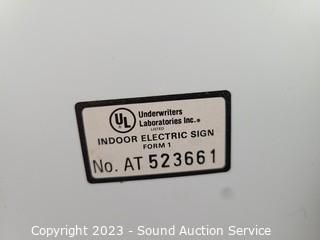 UL
Underwriters
Laboratories Inc.®
LISTED
INDOOR ELECTRIC SIGN
FORM 1
No. AT 523661
Copyright 2023 - Sound Auction Service